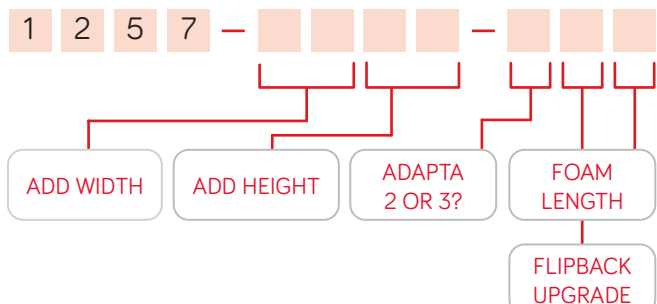 1 2 5 7 – –
ADD WIDTH
ADD HEIGHT
ADAPTA
2 OR 3?
FOAM
LENGTH
FLIPBACK
UPGRADE